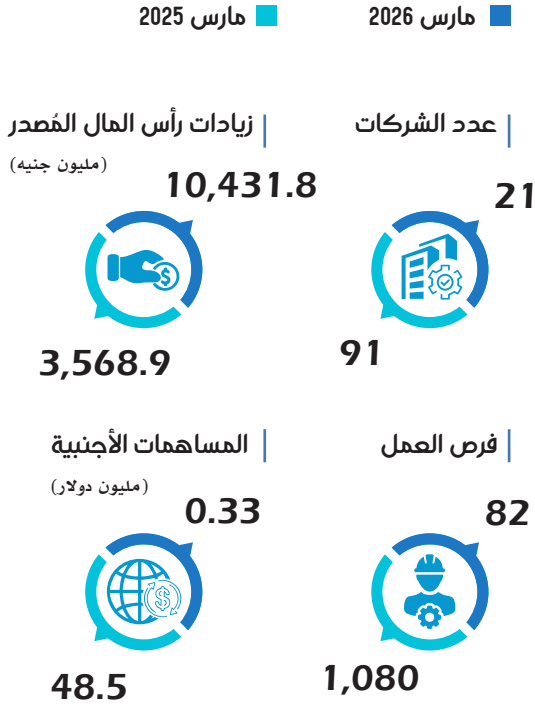 مارس 2026
مارس 2025
عدد الشركات
21
91
زيادات رأس المال المُصدر
(مليون جنيه)
10,431.8
3,568.9
فرص العمل
82
1,080
المساهمات الأجنبية
(مليون دولار)
0.33
48.5